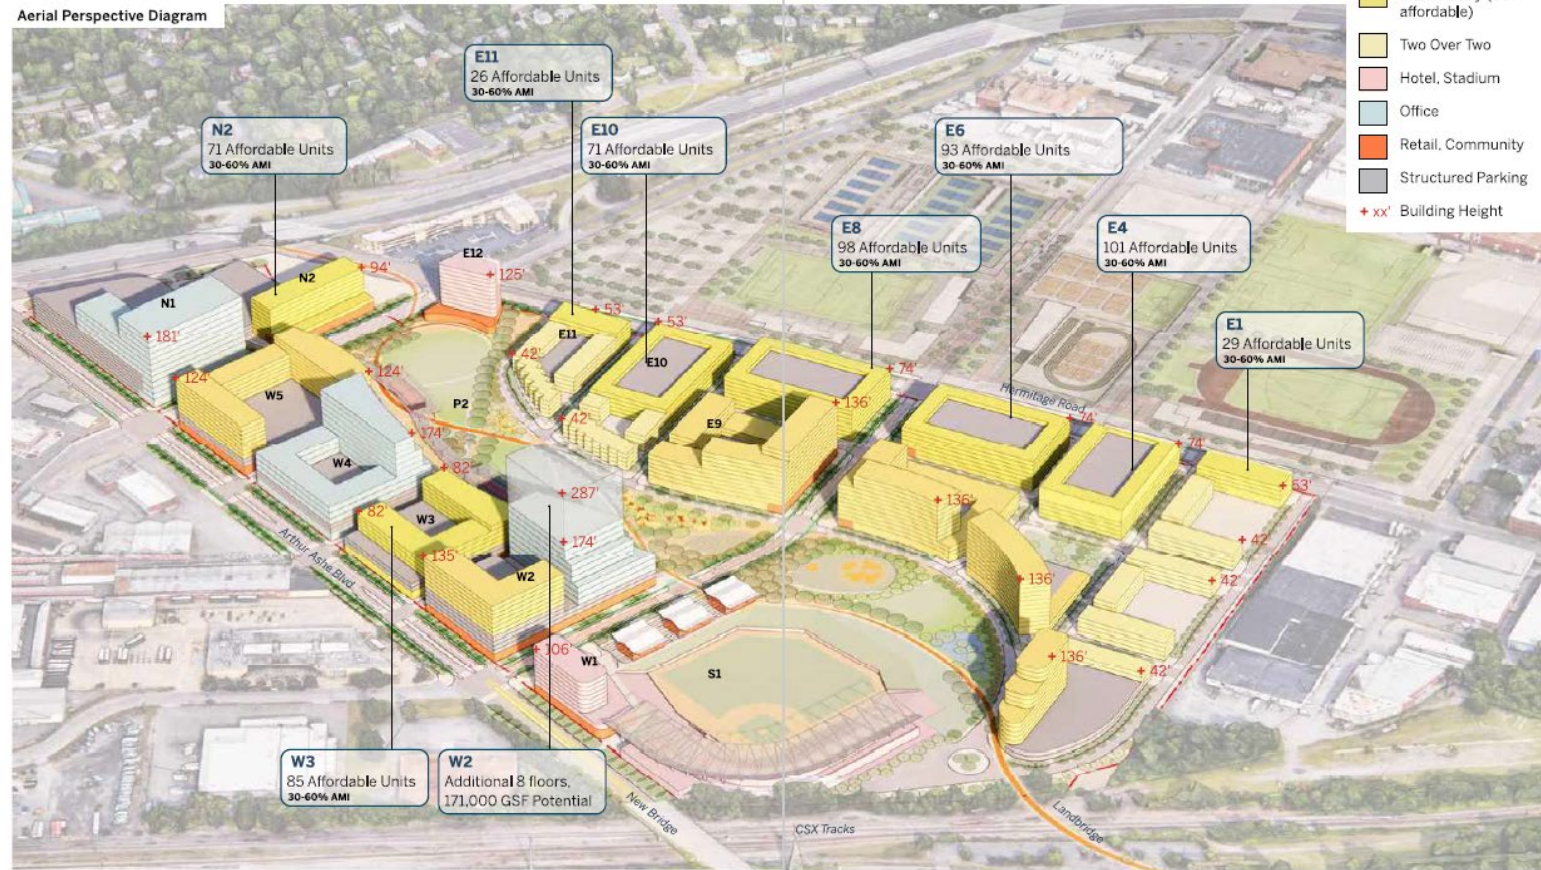 Aerial Perspective Diagram
affordable)
Two Over Two
Hotel, Stadium
Office
Retail, Community
Structured Parking
+ xx' Building Height
E11
26 Affordable Units
30-60% AMI
N2
71 Affordable Units
30-60% AMI
E10
71 Affordable Units
30-60% AMI
E6
93 Affordable Units
30-60% AMI
E8
98 Affordable Units
30-60% AMI
E4
101 Affordable Units
30-60% AMI
E1
29 Affordable Units
30-60% AMI
E12
+ 125'
N2
+ 94'
N1
+ 181'
+ 53'
+ 53'
E11
E10
+ 42'
+ 42'
+ 74'
+ 136'
E9
Hermitage Road
+ 74'
+ 74'
+ 53'
+ 124'
+ 124'
W5
P2
+ 174'
W4
+ 82'
+ 287'
+ 136'
+ 82'
W3
+ 174'
+ 42'
Arthur Ashe Blvd
+ 135'
W2
+ 136'
+ 42'
+ 106'
W1
S1
+ 136'
+ 42'
W3
85 Affordable Units
30-60% AMI
W2
Additional 8 floors,
171,000 GSF Potential
New Bridge
CSX Tracks
Landbridge